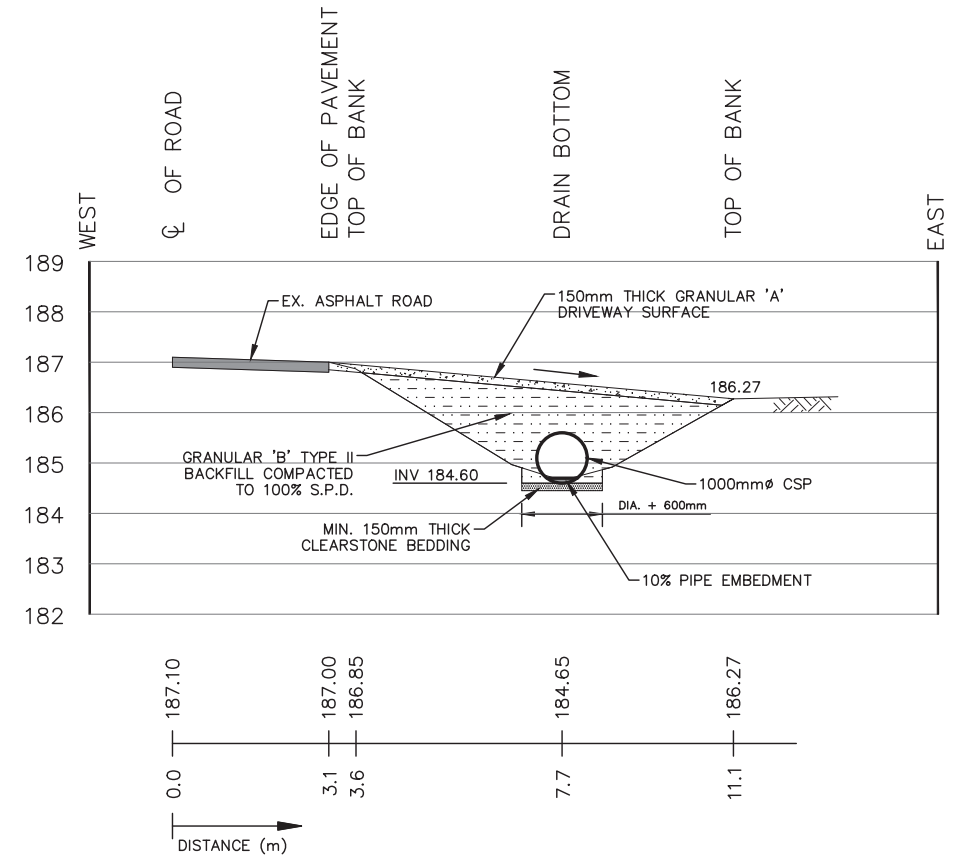 WEST
℄ OF ROAD
EDGE OF PAVEMENT
TOP OF BANK
DRAIN BOTTOM
TOP OF BANK
EAST
189
188
187
186
185
184
183
182
EX. ASPHALT ROAD
150mm THICK GRANULAR 'A'
DRIVEWAY SURFACE
186.27
GRANULAR 'B' TYPE II
BACKFILL COMPACTED
TO 100% S.P.D.
INV 184.60
1000mmø CSP
DIA. + 600mm
MIN. 150mm THICK
CLEARSTONE BEDDING
10% PIPE EMBEDMENT
187.10
187.00
186.85
184.65
186.27
0.0
3.1
3.6
7.7
11.1
DISTANCE (m)